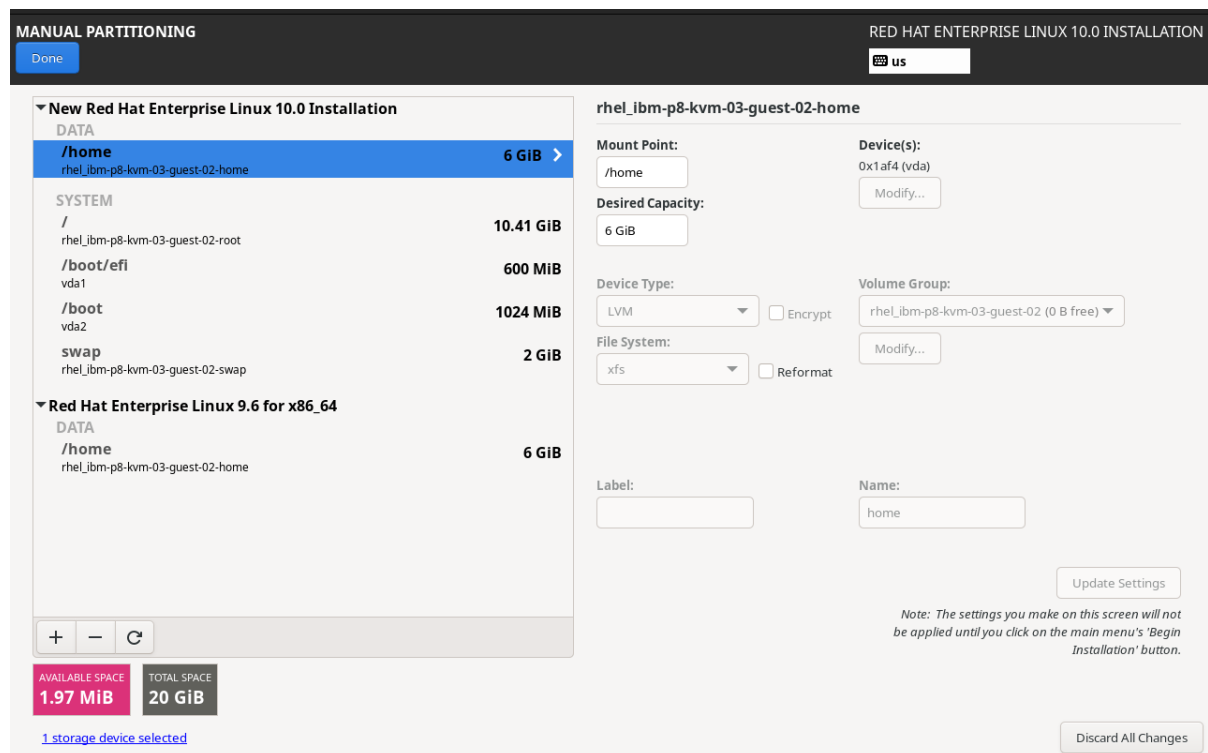 MANUAL PARTITIONING
RED HAT ENTERPRISE LINUX 10.0 INSTALLATION
Done
us
New Red Hat Enterprise Linux 10.0 Installation
DATA
/home
6 GiB
rhel_ibm-p8-kvm-03-guest-02-home
SYSTEM
/
10.41 GiB
rhel_ibm-p8-kvm-03-guest-02-root
/boot/efi
600 MiB
vda1
/boot
1024 MiB
vda2
swap
2 GiB
rhel_ibm-p8-kvm-03-guest-02-swap
Red Hat Enterprise Linux 9.6 for x86_64
DATA
/home
6 GiB
rhel_ibm-p8-kvm-03-guest-02-home
AVAILABLE SPACE
1.97 MiB
TOTAL SPACE
20 GiB
1 storage device selected
rhel_ibm-p8-kvm-03-guest-02-home
Mount Point:
/home
Device(s):
0x1af4 (vda)
Modify...
Desired Capacity:
6 GiB
Device Type:
LVM
Encrypt
Volume Group:
rhel_ibm-p8-kvm-03-guest-02 (0 B free)
Modify...
File System:
xfs
Reformat
Label:
Name:
home
Update Settings
Note: The settings you make on this screen will not
be applied until you click on the main menu's 'Begin
Installation' button.
Discard All Changes